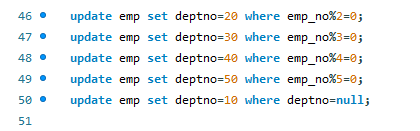 46 update emp set deptno=20 where emp_no%2=0;
47 update emp set deptno=30 where emp_no%3=0;
48 update emp set deptno=40 where emp_no%4=0;
49 update emp set deptno=50 where emp_no%5=0;
50 update emp set deptno=10 where deptno=null;
51